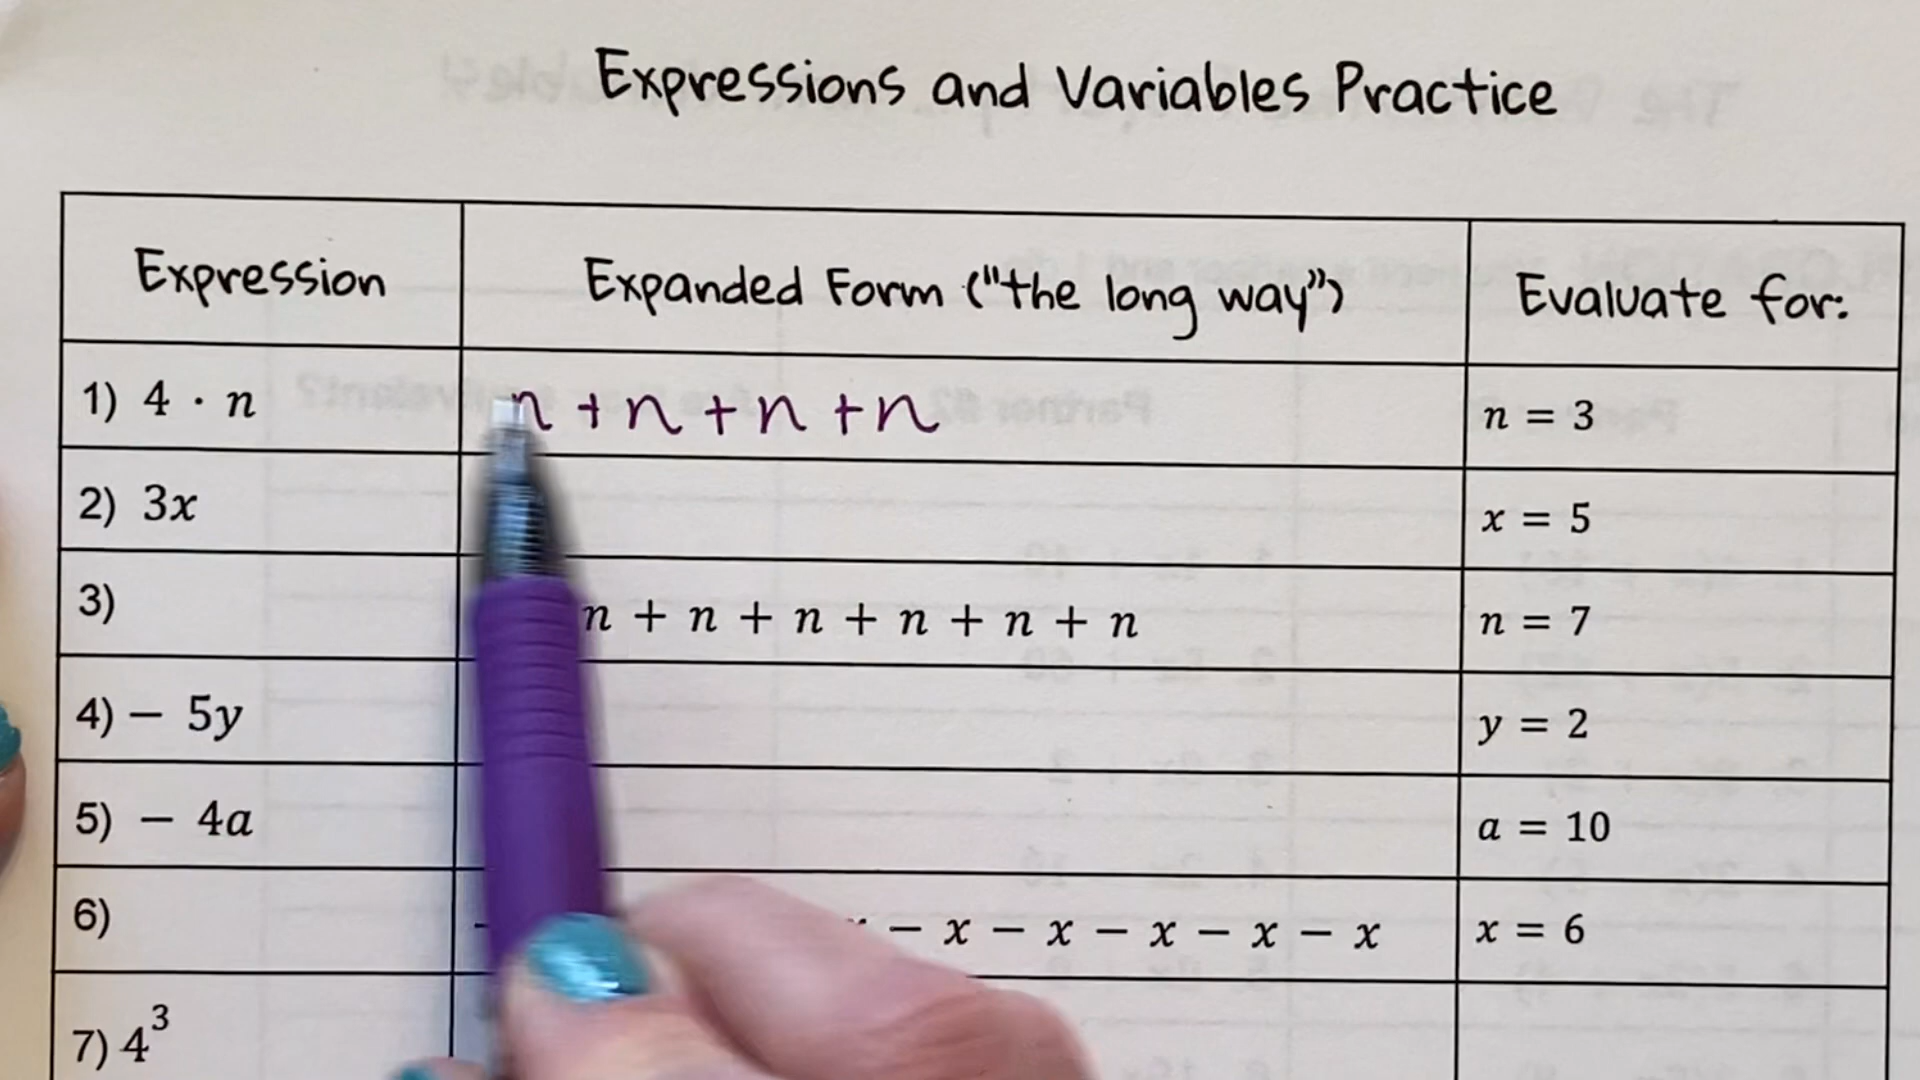 Expressions and Variables Practice
Expression Expanded Form ("the long way") Evaluate for:
1) 4 · n n + n + n + n n = 3
2) 3x x = 5
3) n + n + n + n + n + n n = 7
4) − 5y y = 2
5) − 4a a = 10
6) − x − x − x − x − x x = 6
7) 4³